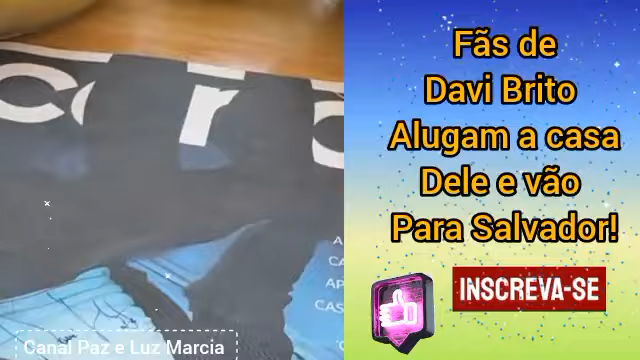 Fãs de
Davi Brito
Alugam a casa
Dele e vão
Para Salvador!
INSCREVA-SE
Canal Paz e Luz Marcia